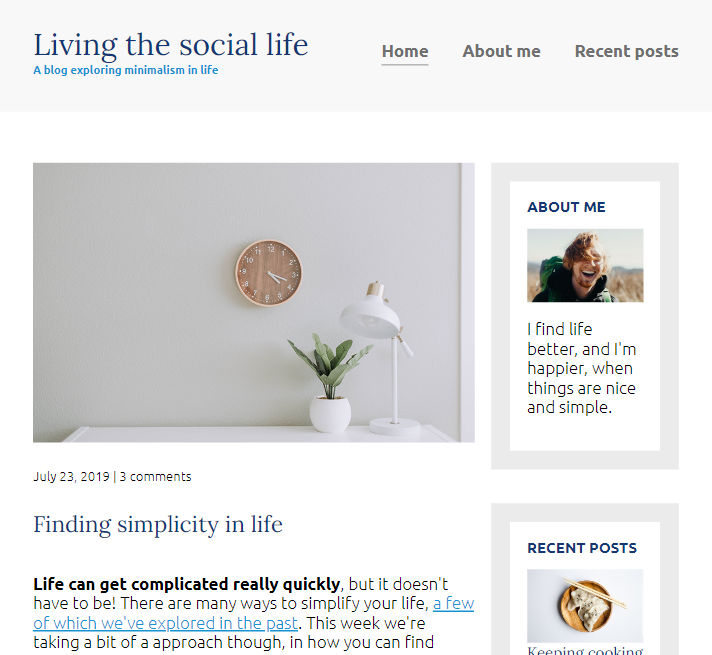 Living the social life
A blog exploring minimalism in life
Home About me Recent posts
July 23, 2019 | 3 comments
Finding simplicity in life
Life can get complicated really quickly, but it doesn't
have to be! There are many ways to simplify your life, a few
of which we've explored in the past. This week we're
taking a bit of a approach though, in how you can find
ABOUT ME
I find life
better, and I'm
happier, when
things are nice
and simple.
RECENT POSTS
Keeping cooking